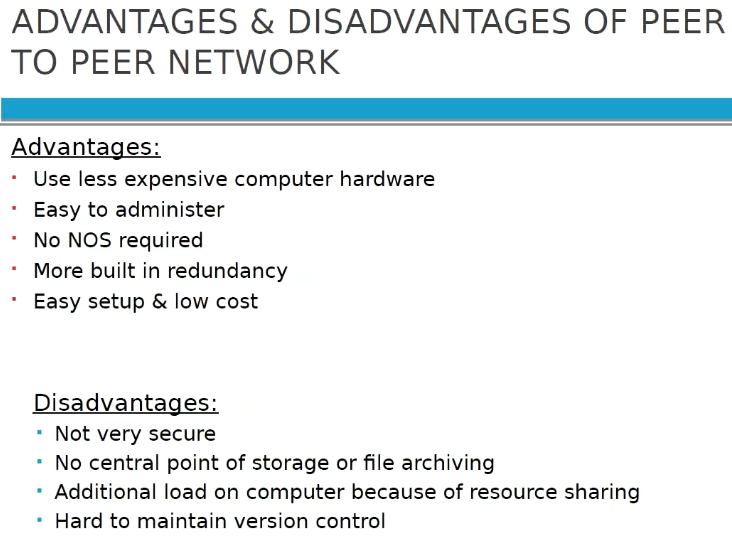 ADVANTAGES & DISADVANTAGES OF PEER
TO PEER NETWORK
Advantages:
Use less expensive computer hardware
Easy to administer
No NOS required
More built in redundancy
Easy setup & low cost
Disadvantages:
Not very secure
No central point of storage or file archiving
Additional load on computer because of resource sharing
Hard to maintain version control